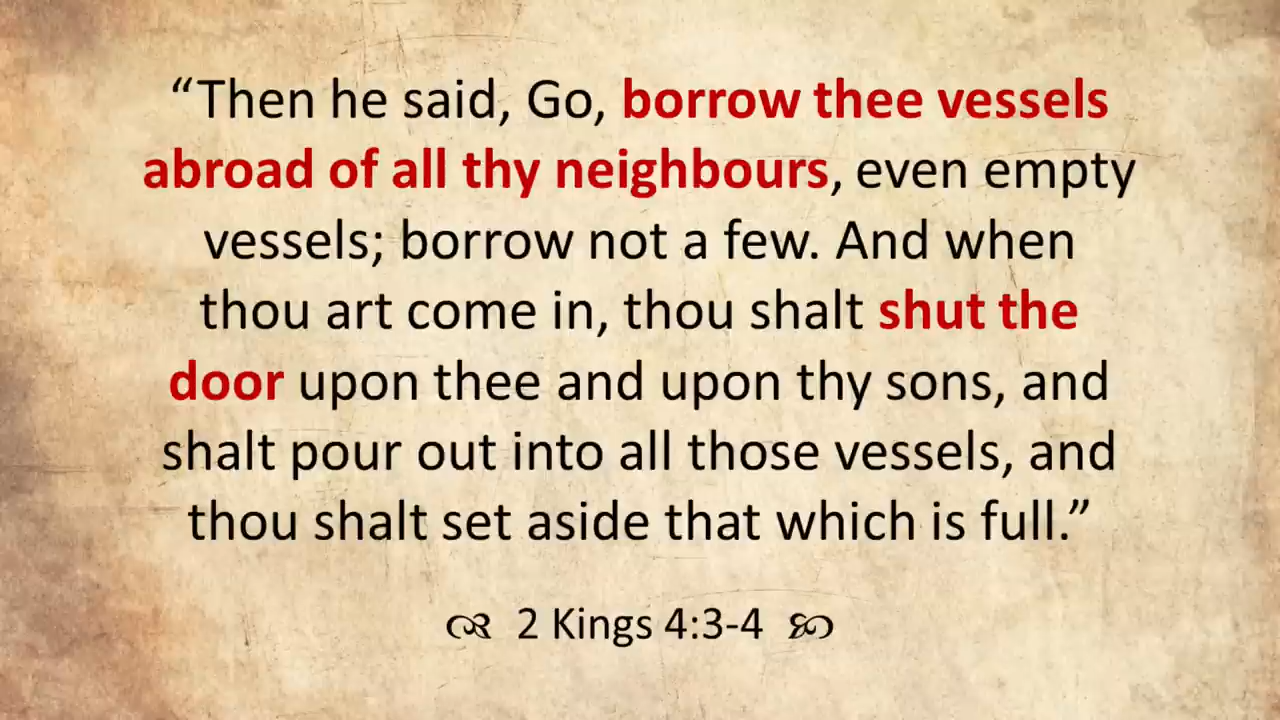 “Then he said, Go, borrow thee vessels
abroad of all thy neighbours, even empty
vessels; borrow not a few. And when
thou art come in, thou shalt shut the
door upon thee and upon thy sons, and
shalt pour out into all those vessels, and
thou shalt set aside that which is full.”
2 Kings 4:3-4